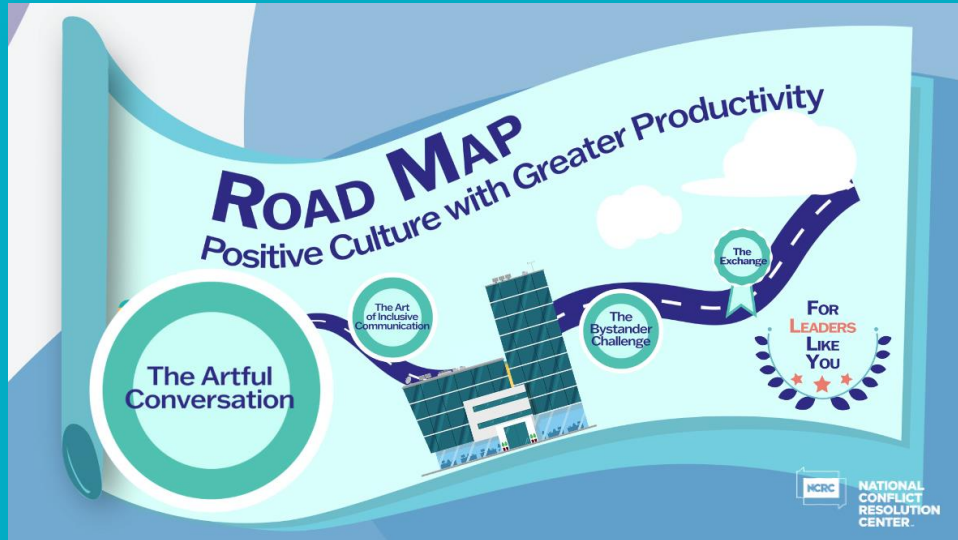 ROAD MAP
Positive Culture with Greater Productivity
The Artful
Conversation
The Art
of Inclusive
Communication
The
Bystander
Challenge
The
Exchange
FOR
LEADERS
LIKE
YOU
NCRC
NATIONAL
CONFLICT
RESOLUTION
CENTER™